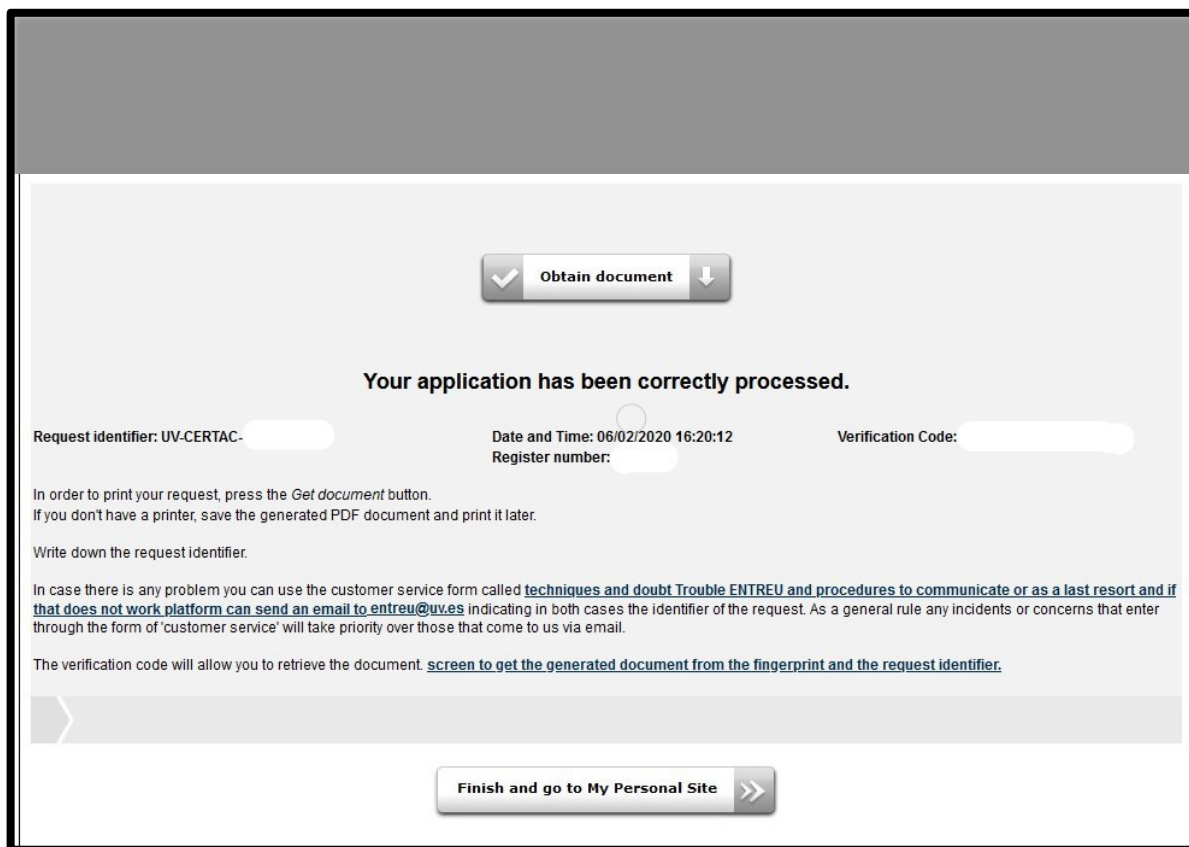 Obtain document
Your application has been correctly processed.
Request identifier: UV-CERTAC-
Date and Time: 06/02/2020 16:20:12
Verification Code:
Register number:
In order to print your request, press the Get document button.
If you don't have a printer, save the generated PDF document and print it later.
Write down the request identifier.
In case there is any problem you can use the customer service form called techniques and doubt Trouble ENTREU and procedures to communicate or as a last resort and if
that does not work platform can send an email to entreu@uv.es indicating in both cases the identifier of the request. As a general rule any incidents or concerns that enter
through the form of 'customer service' will take priority over those that come to us via email.
The verification code will allow you to retrieve the document. screen to get the generated document from the fingerprint and the request identifier.
Finish and go to My Personal Site